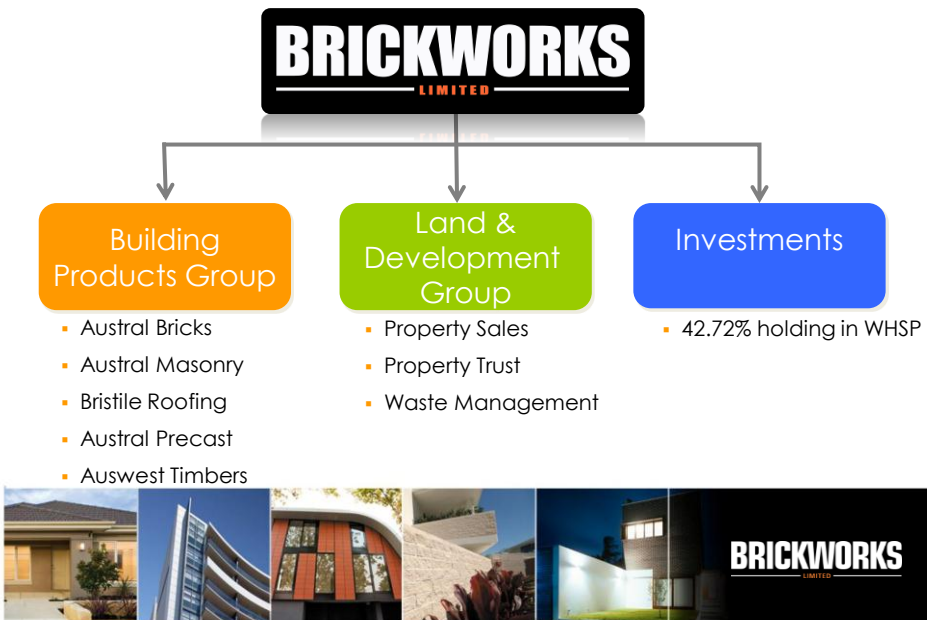 BRICKWORKS
LIMITED
Building
Products Group
Land &
Development
Group
Investments
▪ Austral Bricks
▪ Austral Masonry
▪ Bristile Roofing
▪ Austral Precast
▪ Auswest Timbers
▪ Property Sales
▪ Property Trust
▪ Waste Management
▪ 42.72% holding in WHSP
BRICKWORKS
LIMITED